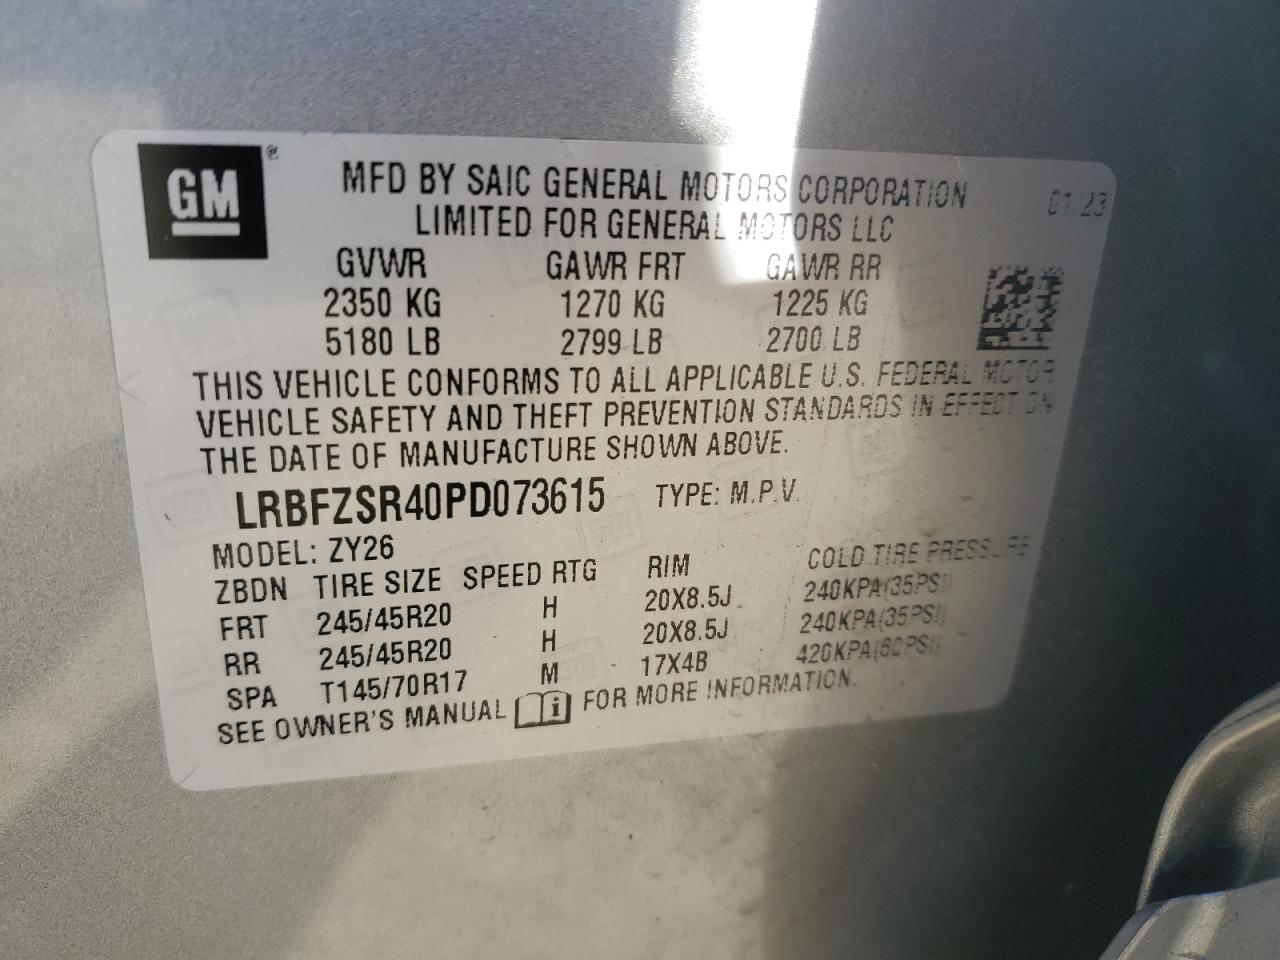 GM ®
MFD BY SAIC GENERAL MOTORS CORPORATION 01/23
LIMITED FOR GENERAL MOTORS LLC
GVWR GAWR FRT GAWR RR
2350 KG 1270 KG 1225 KG
5180 LB 2799 LB 2700 LB
THIS VEHICLE CONFORMS TO ALL APPLICABLE U.S. FEDERAL MOTOR
VEHICLE SAFETY AND THEFT PREVENTION STANDARDS IN EFFECT ON
THE DATE OF MANUFACTURE SHOWN ABOVE.
LRBFZSR40PD073615 TYPE: M.P.V.
MODEL: ZY26
ZBDN TIRE SIZE SPEED RTG RIM COLD TIRE PRESSURE
FRT 245/45R20 H 20X8.5J 240KPA(35PSI)
RR 245/45R20 H 20X8.5J 240KPA(35PSI)
SPA T145/70R17 M 17X4B 420KPA(60PSI)
SEE OWNER'S MANUAL i FOR MORE INFORMATION.